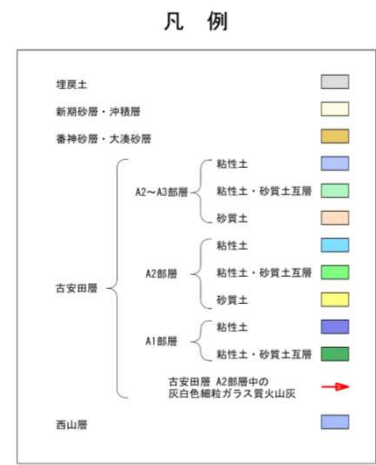 凡 例
埋戻土
新期砂層・沖積層
番神砂層・大湊砂層
古安田層
A2～A3部層
粘性土
粘性土・砂質土互層
砂質土
A2部層
粘性土
粘性土・砂質土互層
砂質土
A1部層
粘性土
粘性土・砂質土互層
古安田層 A2部層中の
灰白色細粒ガラス質火山灰
西山層